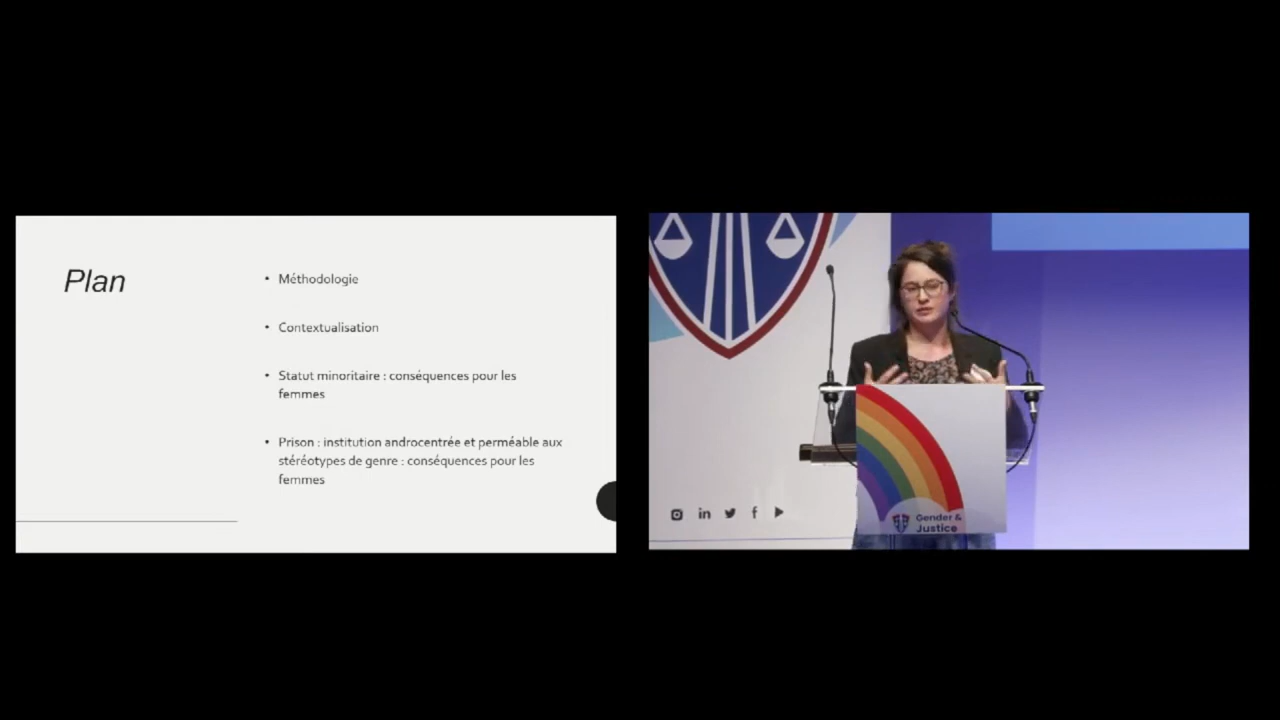 Plan
• Méthodologie
• Contextualisation
• Statut minoritaire : conséquences pour les
femmes
• Prison : institution androcentrée et perméable aux
stéréotypes de genre : conséquences pour les
femmes
Gender &
Justice